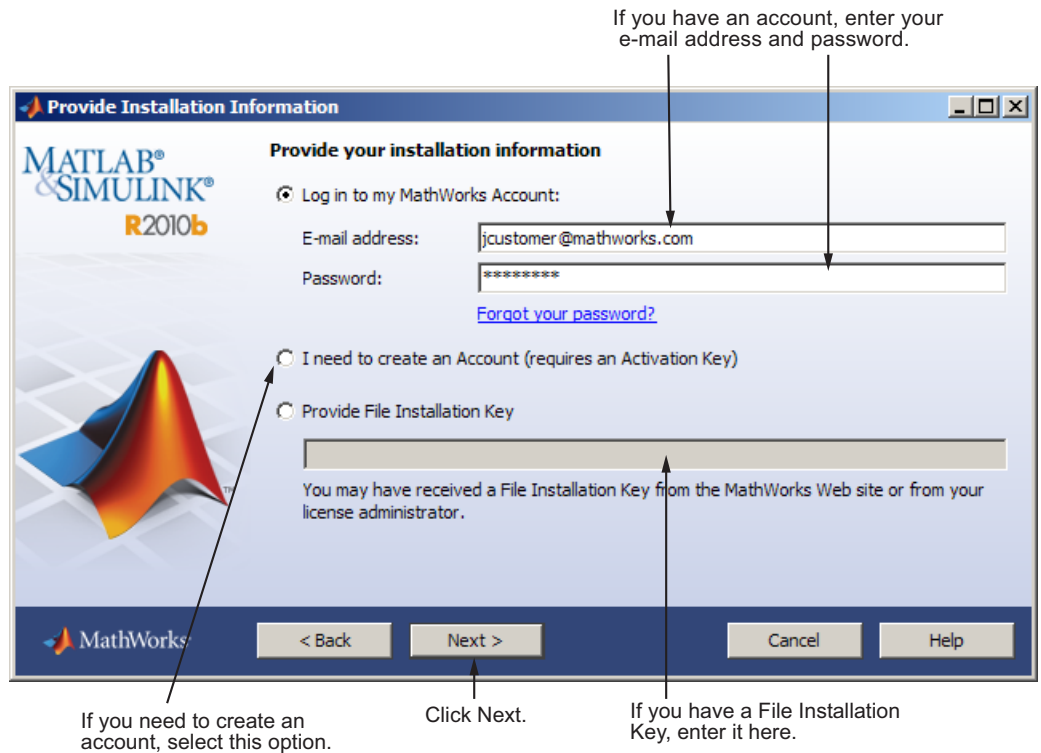 If you have an account, enter your
e-mail address and password.
Provide Installation Information
MATLAB®
&SIMULINK®
R2010b
Provide your installation information
Log in to my MathWorks Account:
E-mail address:
jcustomer@mathworks.com
Password:
********
Forgot your password?
I need to create an Account (requires an Activation Key)
Provide File Installation Key
You may have received a File Installation Key from the MathWorks Web site or from your
license administrator.
TM
MathWorks
< Back
Next >
Cancel
Help
If you need to create an
account, select this option.
Click Next.
If you have a File Installation
Key, enter it here.